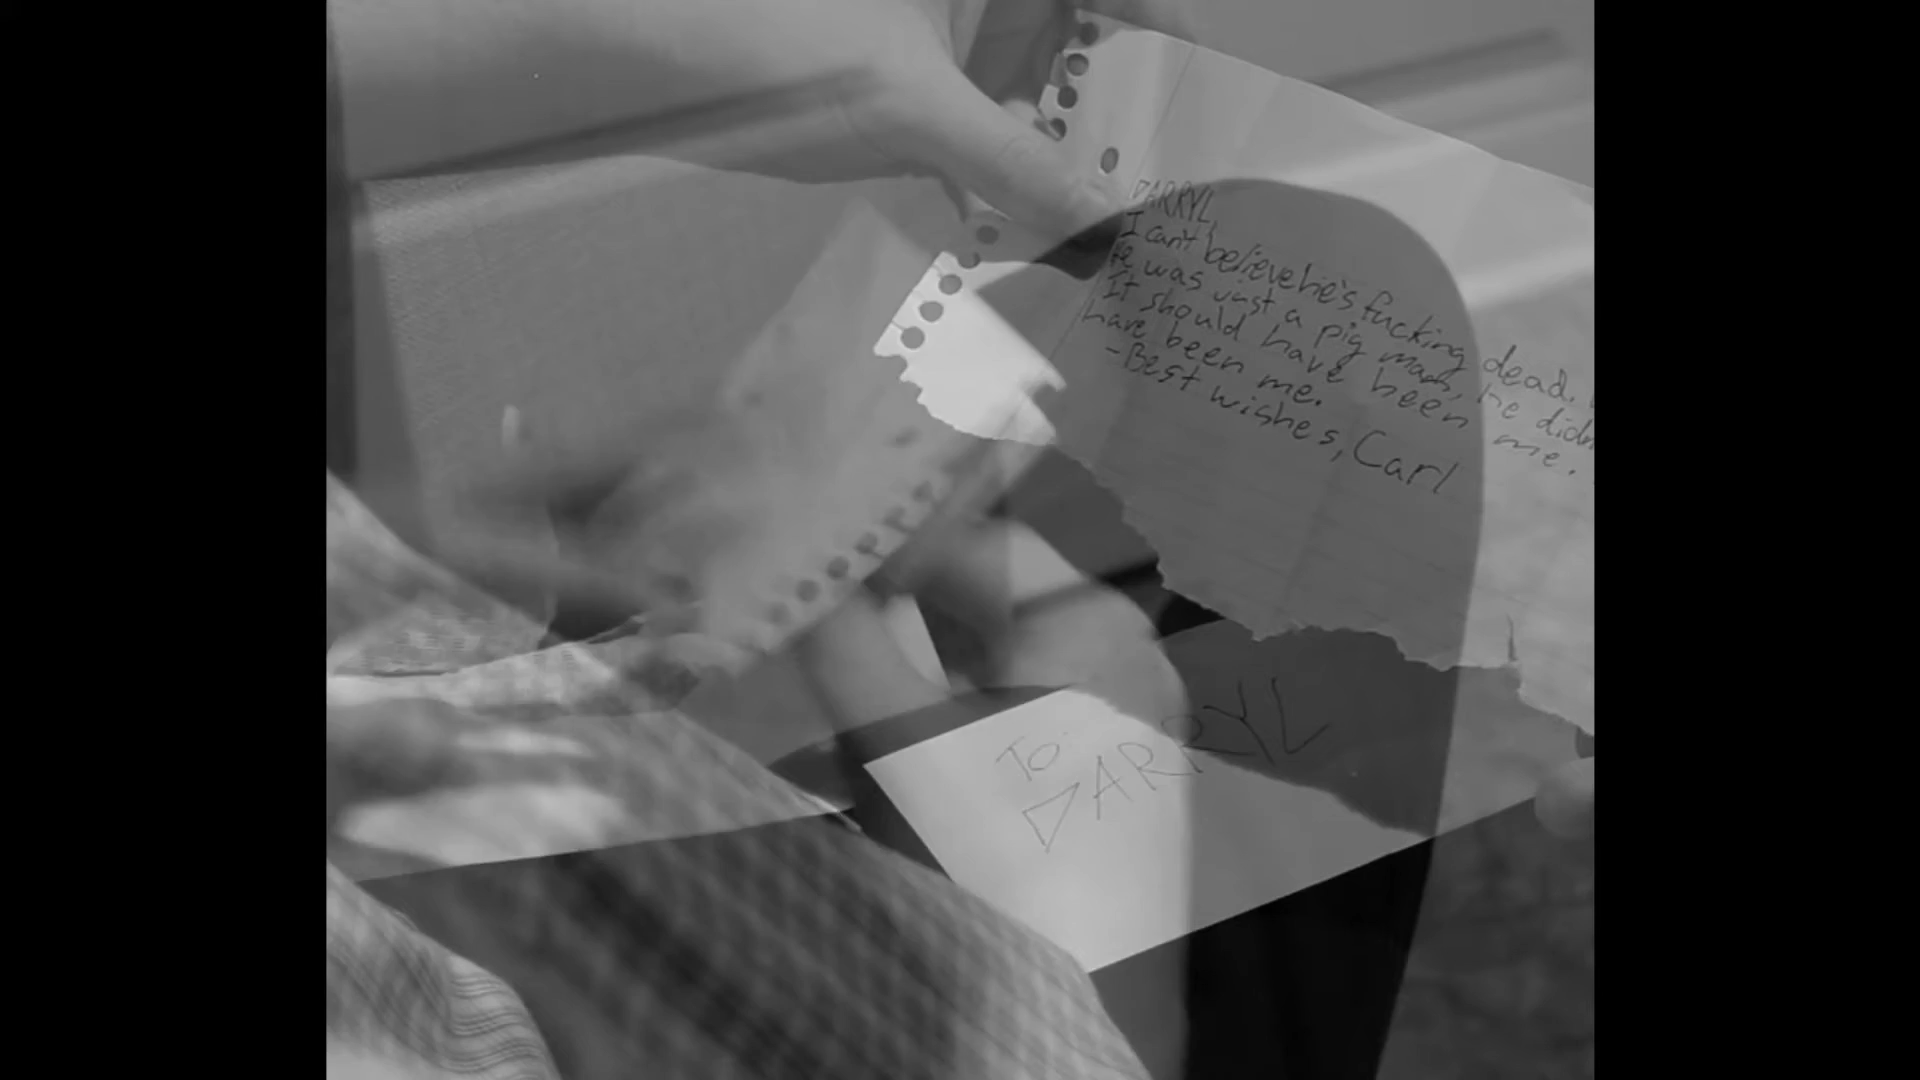 DARRYL
I can't believe he's fucking dead.
He was just a pig man, he didn
It should have been me.
have been me.
-Best wishes, Carl
TO
DARRYL